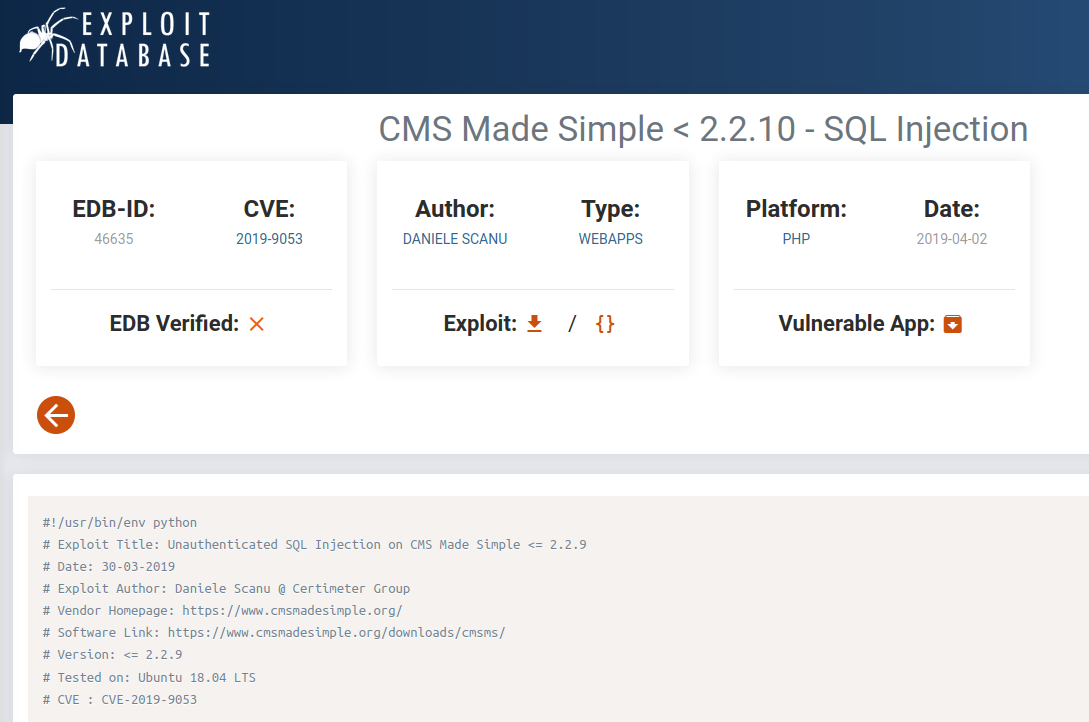 EXPLOIT
DATABASE
CMS Made Simple < 2.2.10 - SQL Injection
EDB-ID:
46635
CVE:
2019-9053
EDB Verified: ×
Author:
DANIELE SCANU
Type:
WEBAPPS
Exploit: / {}
Platform:
PHP
Date:
2019-04-02
Vulnerable App:
#!/usr/bin/env python
# Exploit Title: Unauthenticated SQL Injection on CMS Made Simple <= 2.2.9
# Date: 30-03-2019
# Exploit Author: Daniele Scanu @ Certimeter Group
# Vendor Homepage: https://www.cmsmadesimple.org/
# Software Link: https://www.cmsmadesimple.org/downloads/cmsms/
# Version: <= 2.2.9
# Tested on: Ubuntu 18.04 LTS
# CVE : CVE-2019-9053